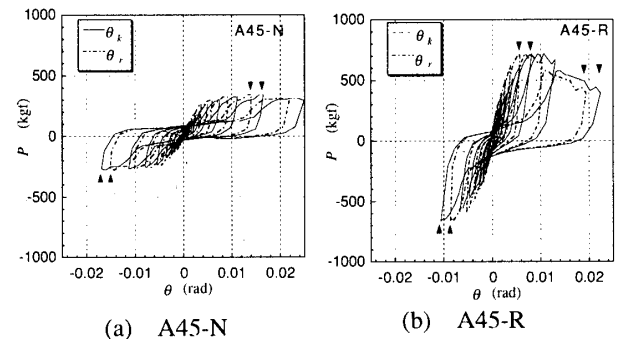 A45-N
θk
θr
1000
500
0
-500
-1000
P (kgf)
-0.02 -0.01 0 0.01 0.02
θ (rad)
(a) A45-N
A45-R
θk
θr
1000
500
0
-500
-1000
P (kgf)
-0.02 -0.01 0 0.01 0.02
θ (rad)
(b) A45-R